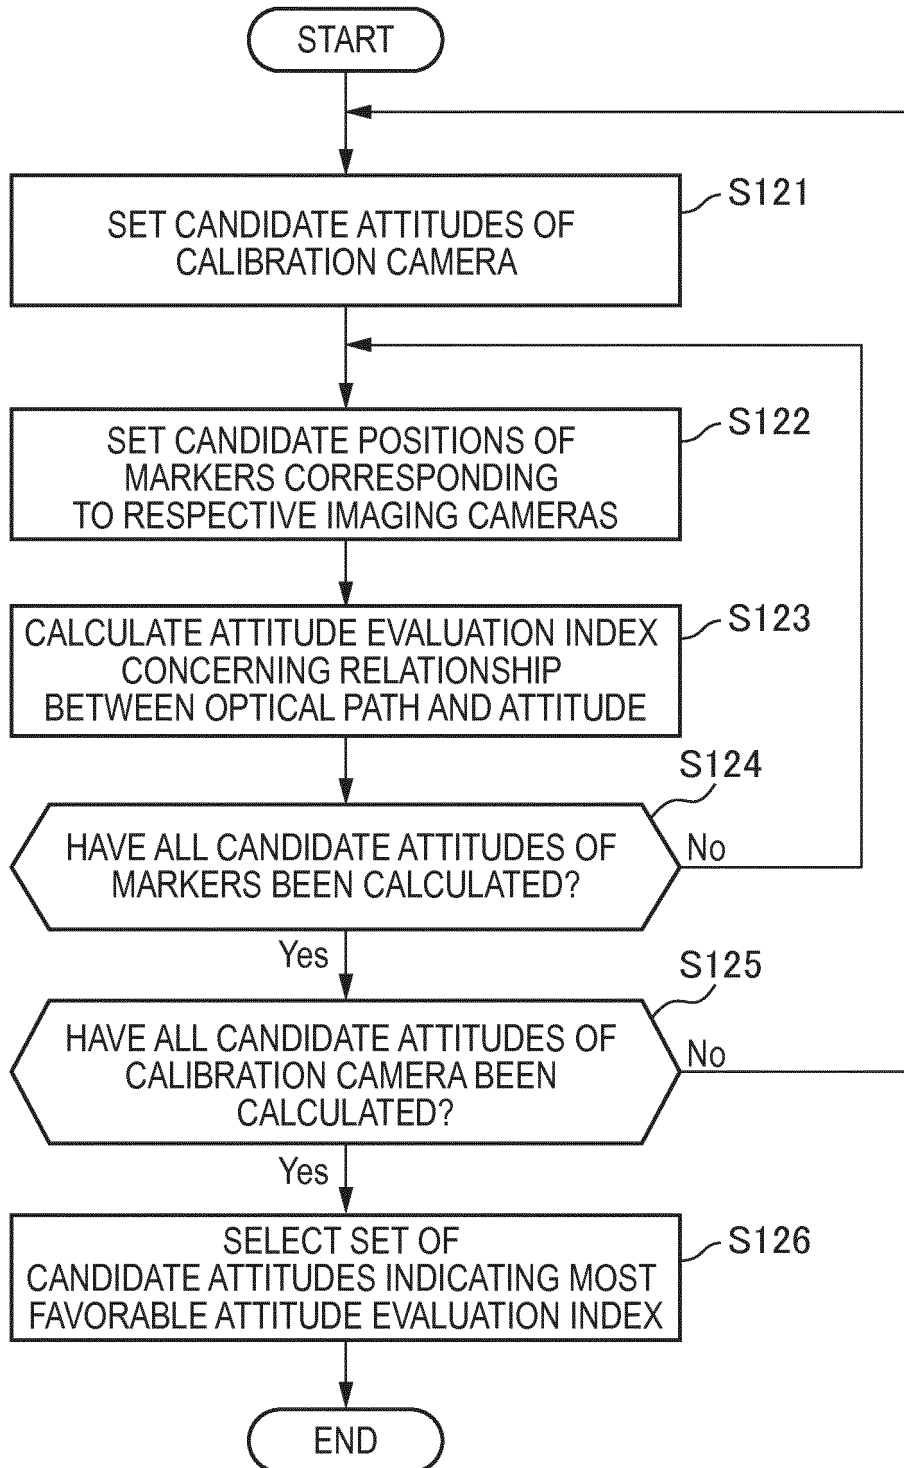 START
S121
SET CANDIDATE ATTITUDES OF
CALIBRATION CAMERA
S122
SET CANDIDATE POSITIONS OF
MARKERS CORRESPONDING
TO RESPECTIVE IMAGING CAMERAS
S123
CALCULATE ATTITUDE EVALUATION INDEX
CONCERNING RELATIONSHIP
BETWEEN OPTICAL PATH AND ATTITUDE
S124
HAVE ALL CANDIDATE ATTITUDES OF
MARKERS BEEN CALCULATED?
No
Yes
S125
HAVE ALL CANDIDATE ATTITUDES OF
CALIBRATION CAMERA BEEN
CALCULATED?
No
Yes
S126
SELECT SET OF
CANDIDATE ATTITUDES INDICATING MOST
FAVORABLE ATTITUDE EVALUATION INDEX
END